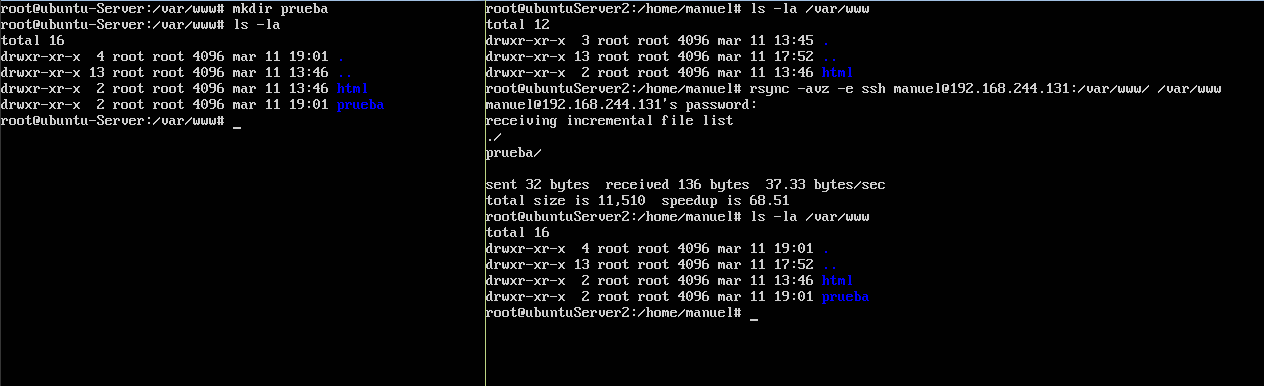 root@ubuntu-Server:/var/www# mkdir prueba
root@ubuntu-Server:/var/www# ls -la
total 16
drwxr-xr-x  4 root root 4096 mar 11 19:01 .
drwxr-xr-x 13 root root 4096 mar 11 13:46 ..
drwxr-xr-x  2 root root 4096 mar 11 13:46 html
drwxr-xr-x  2 root root 4096 mar 11 19:01 prueba
root@ubuntu-Server:/var/www# _
root@ubuntuServer2:/home/manuel# ls -la /var/www
total 12
drwxr-xr-x  3 root root 4096 mar 11 13:45 .
drwxr-xr-x 13 root root 4096 mar 11 17:52 ..
drwxr-xr-x  2 root root 4096 mar 11 13:46 html
root@ubuntuServer2:/home/manuel# rsync -avz -e ssh manuel@192.168.244.131:/var/www/ /var/www
manuel@192.168.244.131's password:
receiving incremental file list
./
prueba/

sent 32 bytes  received 136 bytes  37.33 bytes/sec
total size is 11,510  speedup is 68.51
root@ubuntuServer2:/home/manuel# ls -la /var/www
total 16
drwxr-xr-x  4 root root 4096 mar 11 19:01 .
drwxr-xr-x 13 root root 4096 mar 11 17:52 ..
drwxr-xr-x  2 root root 4096 mar 11 13:46 html
drwxr-xr-x  2 root root 4096 mar 11 19:01 prueba
root@ubuntuServer2:/home/manuel# _